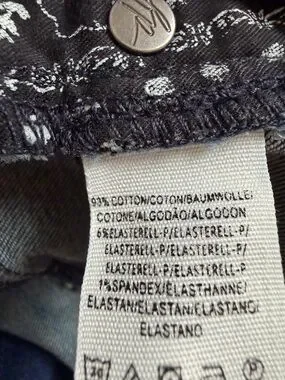 93% COTTON/COTON/BAUMWOLLE/
COTONE/ALGODÃO/ALGODON
6%ELASTERELL-P/ELASTERELL-P/
ELASTERELL-P/ELASTERELL-P/
ELASTERELL-P/ELASTERELL-P/
1%SPANDEX/ELASTHANNE/
ELASTAN/ELASTAN/ELASTANO/
ELASTANO
30
P